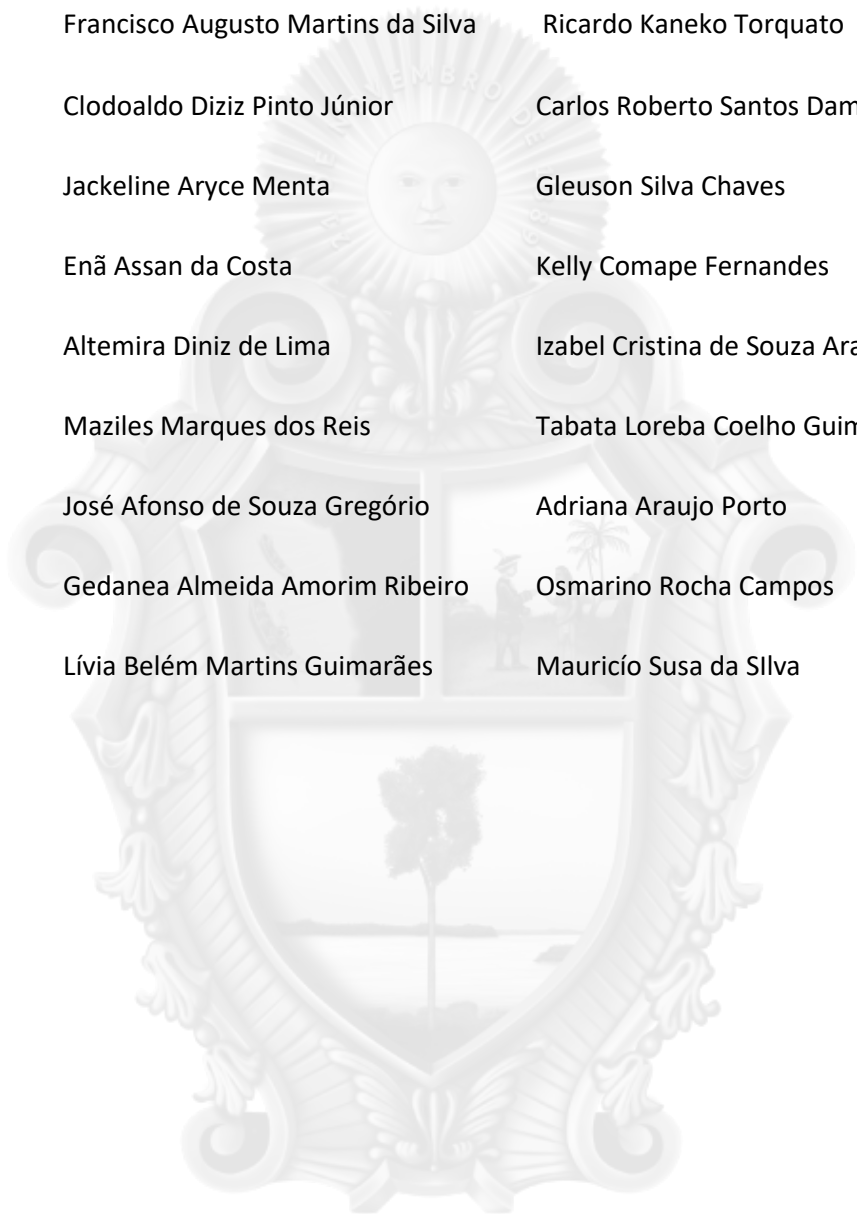 Francisco Augusto Martins da Silva Ricardo Kaneko Torquato
Clodoaldo Diziz Pinto Júnior Carlos Roberto Santos Dam
Jackeline Aryce Menta Gleuson Silva Chaves
Enã Assan da Costa Kelly Comape Fernandes
Altemira Diniz de Lima Izabel Cristina de Souza Ara
Maziles Marques dos Reis Tabata Loreba Coelho Guim
José Afonso de Souza Gregório Adriana Araujo Porto
Gedanea Almeida Amorim Ribeiro Osmarino Rocha Campos
Lívia Belém Martins Guimarães Mauricío Susa da SIlva